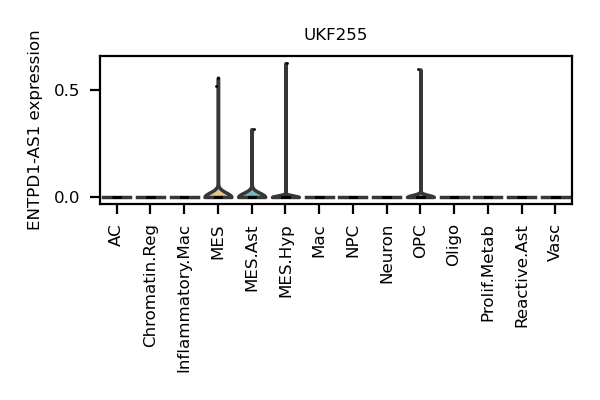 UKF255
ENTPD1-AS1 expression
0.5
0.0
AC
Chromatin.Reg
Inflammatory.Mac
MES
MES.Ast
MES.Hyp
Mac
NPC
Neuron
OPC
Oligo
Prolif.Metab
Reactive.Ast
Vasc